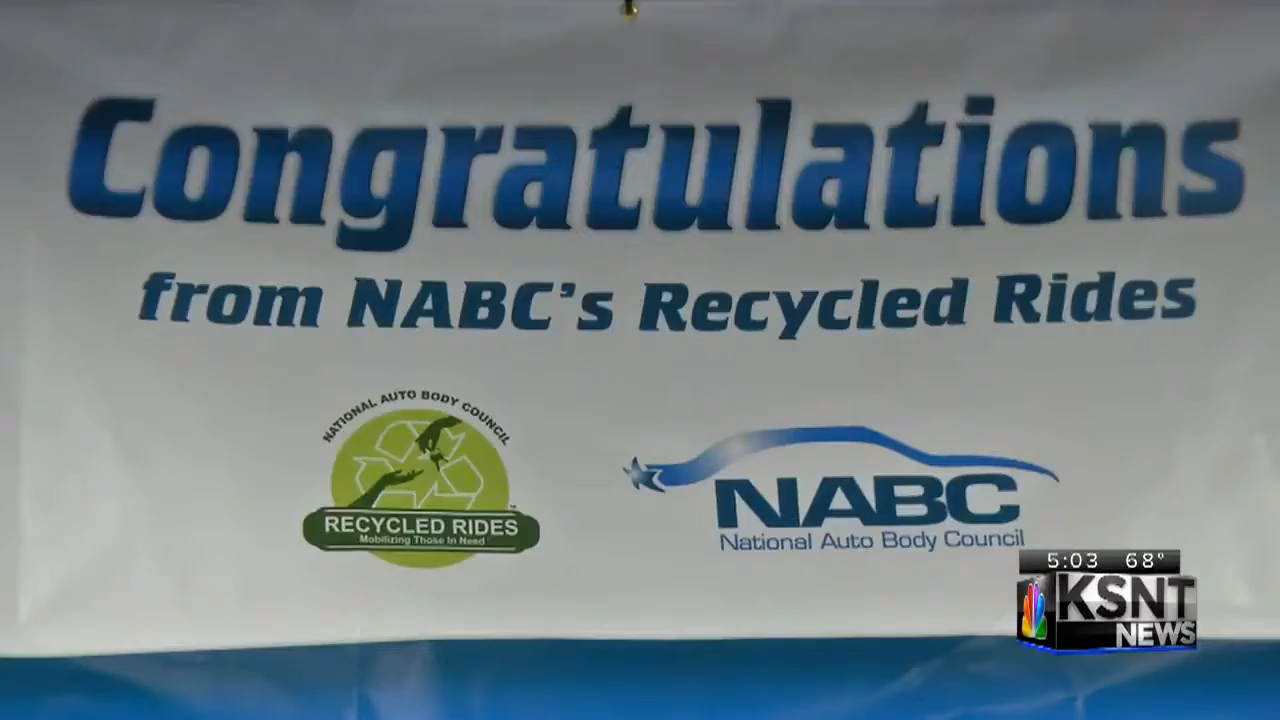 Congratulations
from NABC's Recycled Rides
NATIONAL AUTO BODY COUNCIL
RECYCLED RIDES
Mobilizing Those In Need
NABC
National Auto Body Council
5:03 68°
KSNT
NEWS